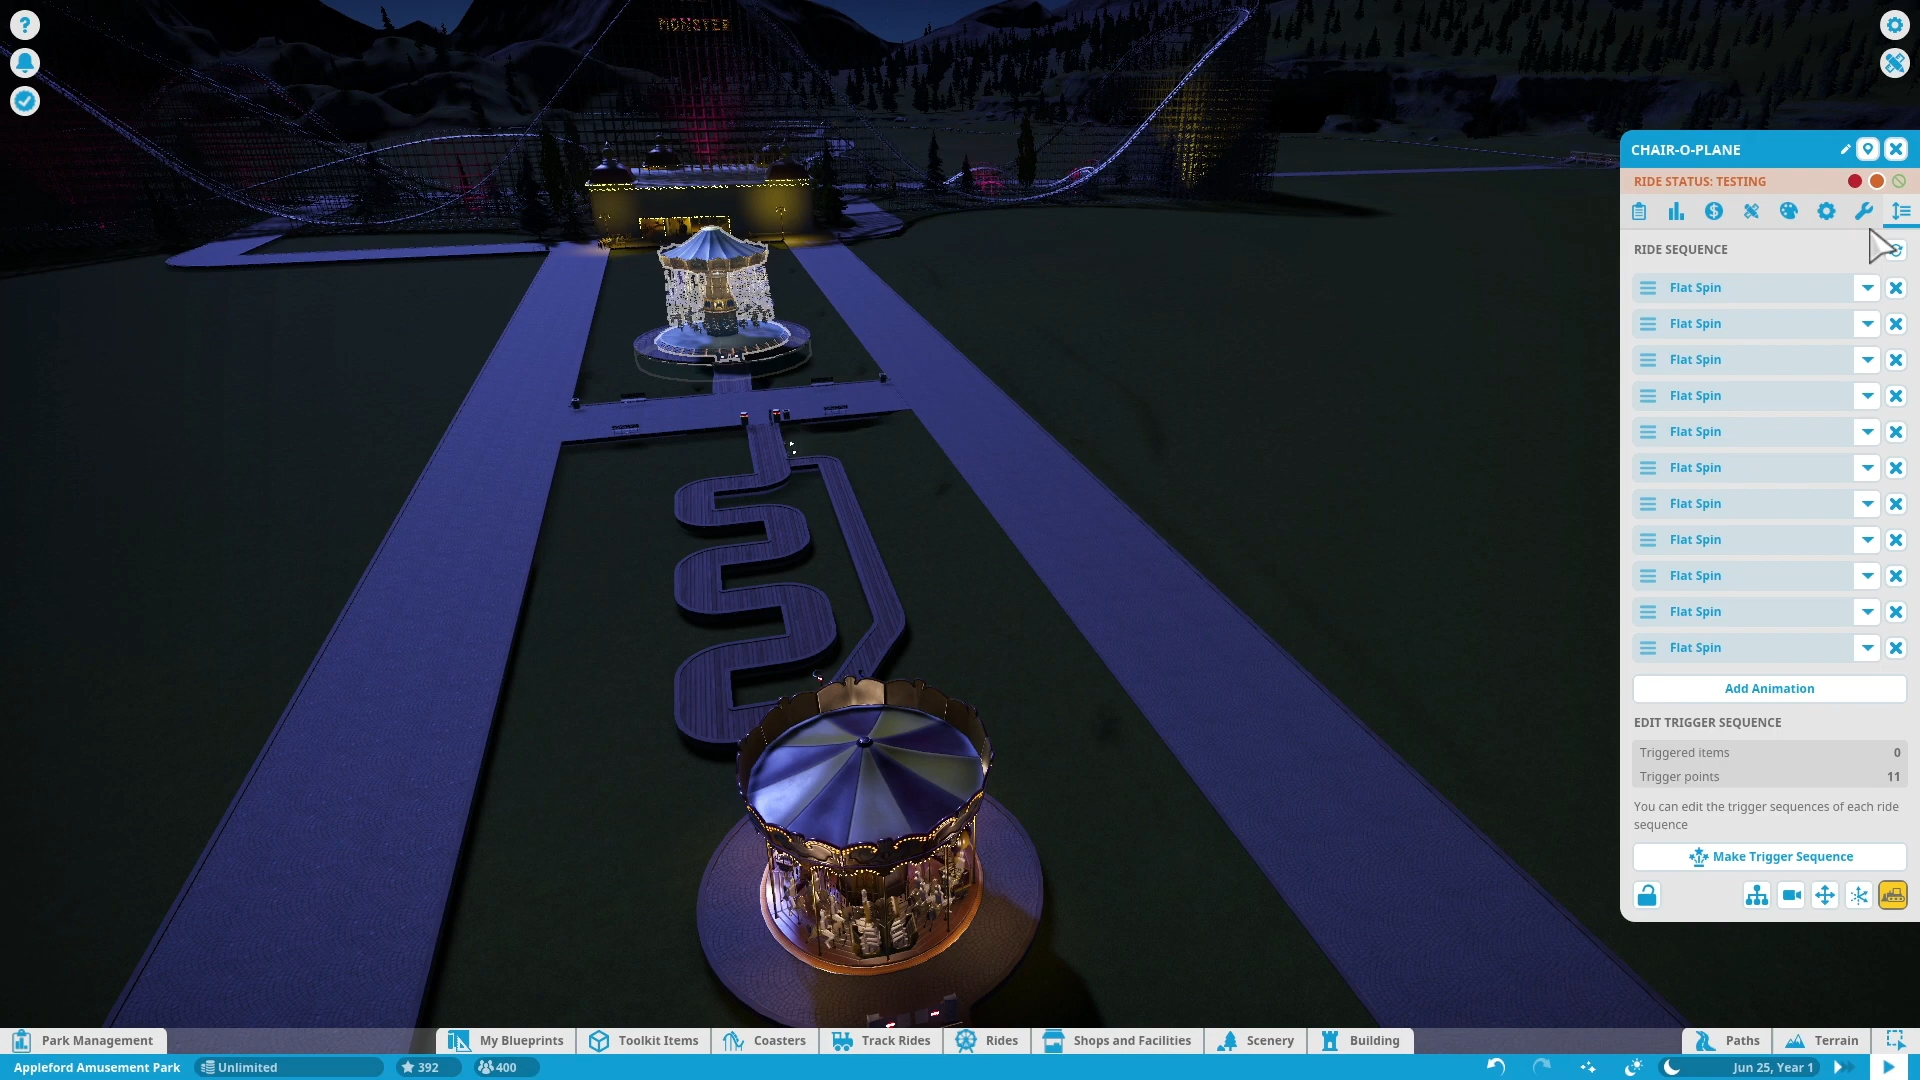 MONSTER
CHAIR-O-PLANE
RIDE STATUS: TESTING
RIDE SEQUENCE
Flat Spin
Flat Spin
Flat Spin
Flat Spin
Flat Spin
Flat Spin
Flat Spin
Flat Spin
Flat Spin
Flat Spin
Flat Spin
Add Animation
EDIT TRIGGER SEQUENCE
Triggered items 0
Trigger points 11
You can edit the trigger sequences of each ride
sequence
Make Trigger Sequence
Park Management
My Blueprints
Toolkit Items
Coasters
Track Rides
Rides
Shops and Facilities
Scenery
Building
Paths
Terrain
Appleford Amusement Park
Unlimited
392
400
Jun 25, Year 1